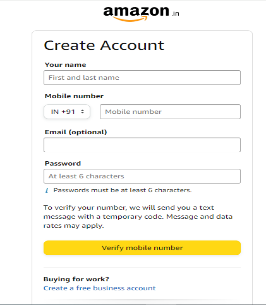 amazon.in
Create Account
Your name
First and last name
Mobile number
IN +91 Mobile number
Email (optional)
Password
At least 6 characters
i Passwords must be at least 6 characters.
To verify your number, we will send you a text
message with a temporary code. Message and data
rates may apply.
Verify mobile number
Buying for work?
Create a free business account